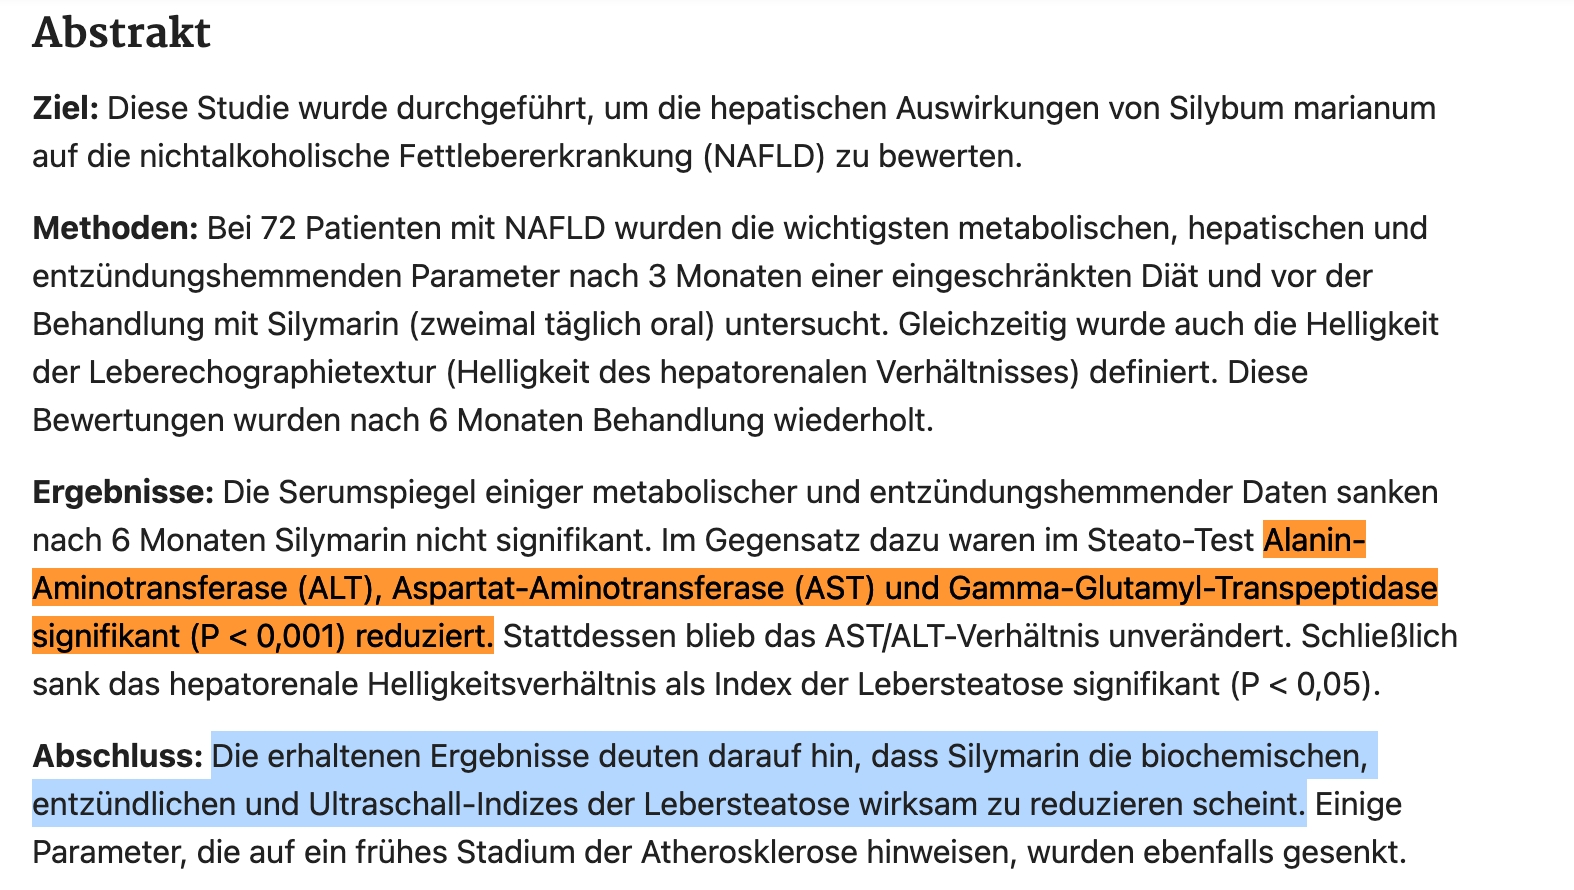 Abstrakt
Ziel: Diese Studie wurde durchgeführt, um die hepatischen Auswirkungen von Silybum marianum
auf die nichtalkoholische Fettlebererkrankung (NAFLD) zu bewerten.
Methoden: Bei 72 Patienten mit NAFLD wurden die wichtigsten metabolischen, hepatischen und
entzündungshemmenden Parameter nach 3 Monaten einer eingeschränkten Diät und vor der
Behandlung mit Silymarin (zweimal täglich oral) untersucht. Gleichzeitig wurde auch die Helligkeit
der Leberechographietextur (Helligkeit des hepatorenalen Verhältnisses) definiert. Diese
Bewertungen wurden nach 6 Monaten Behandlung wiederholt.
Ergebnisse: Die Serumspiegel einiger metabolischer und entzündungshemmender Daten sanken
nach 6 Monaten Silymarin nicht signifikant. Im Gegensatz dazu waren im Steato-Test Alanin-
Aminotransferase (ALT), Aspartat-Aminotransferase (AST) und Gamma-Glutamyl-Transpeptidase
signifikant (P < 0,001) reduziert. Stattdessen blieb das AST/ALT-Verhältnis unverändert. Schließlich
sank das hepatorenale Helligkeitsverhältnis als Index der Lebersteatose signifikant (P < 0,05).
Abschluss: Die erhaltenen Ergebnisse deuten darauf hin, dass Silymarin die biochemischen,
entzündlichen und Ultraschall-Indizes der Lebersteatose wirksam zu reduzieren scheint. Einige
Parameter, die auf ein frühes Stadium der Atherosklerose hinweisen, wurden ebenfalls gesenkt.